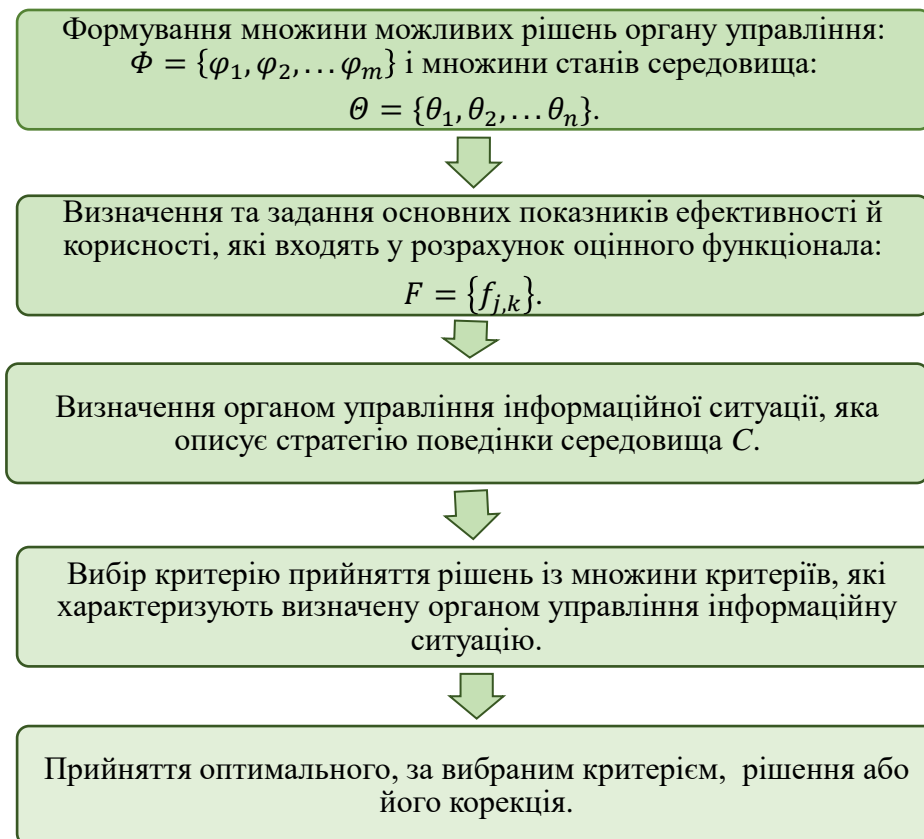 Формування множини можливих рішень органу управління:
𝛷 = {𝜑₁, 𝜑₂, … 𝜑ₘ} і множини станів середовища:
𝛩 = {𝜃₁, 𝜃₂, … 𝜃ₙ}.
Визначення та задання основних показників ефективності й
корисності, які входять у розрахунок оцінного функціонала:
𝐹 = {𝑓ⱼ,ₖ}.
Визначення органом управління інформаційної ситуації, яка
описує стратегію поведінки середовища C.
Вибір критерію прийняття рішень із множини критеріїв, які
характеризують визначену органом управління інформаційну
ситуацію.
Прийняття оптимального, за вибраним критерієм, рішення або
його корекція.